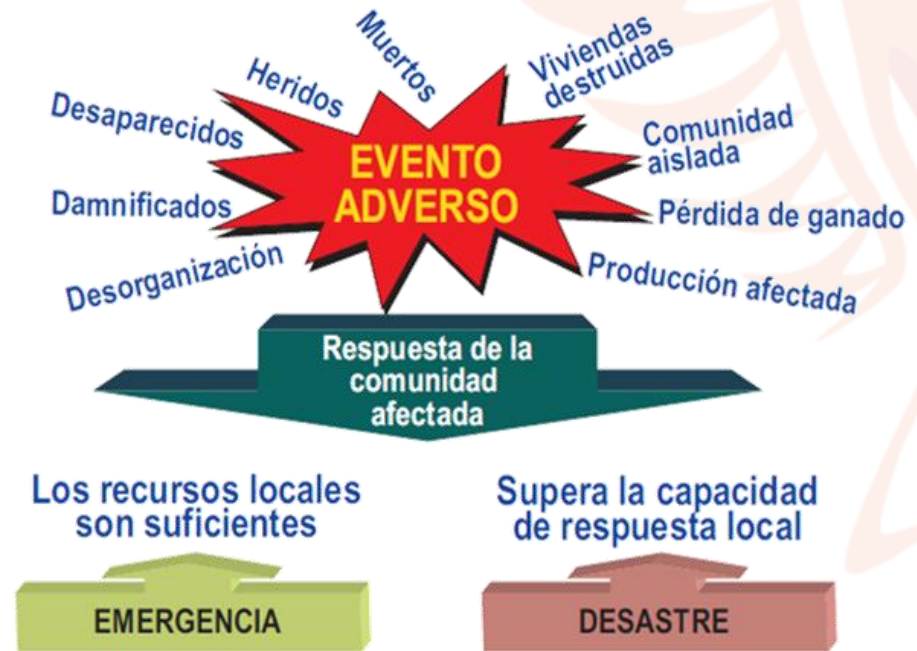 Muertos
Heridos
Desaparecidos
Damnificados
Desorganización
Viviendas
destruidas
Comunidad
aislada
Pérdida de ganado
Producción afectada
EVENTO
ADVERSO
Respuesta de la
comunidad
afectada
Los recursos locales
son suficientes
EMERGENCIA
Supera la capacidad
de respuesta local
DESASTRE